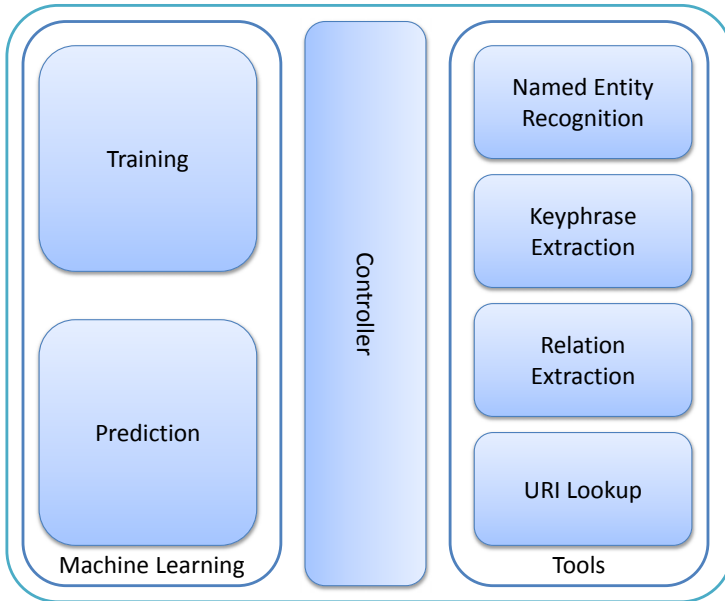 Training
Prediction
Machine Learning
Controller
Named Entity
Recognition
Keyphrase
Extraction
Relation
Extraction
URI Lookup
Tools